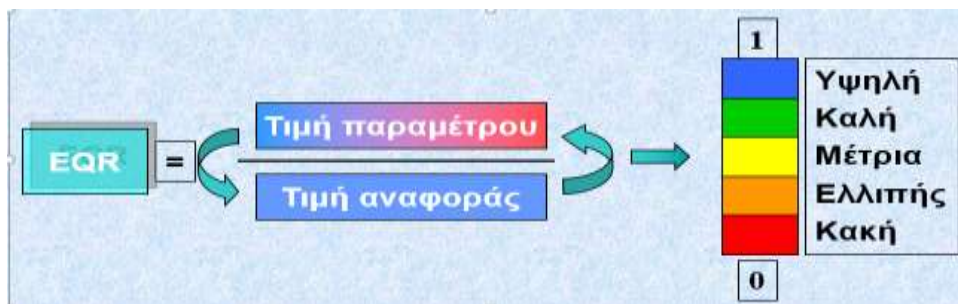 EQR
=
Τιμή παραμέτρου
Τιμή αναφοράς
1
Υψηλή
Καλή
Μέτρια
Ελλιπής
Κακή
0